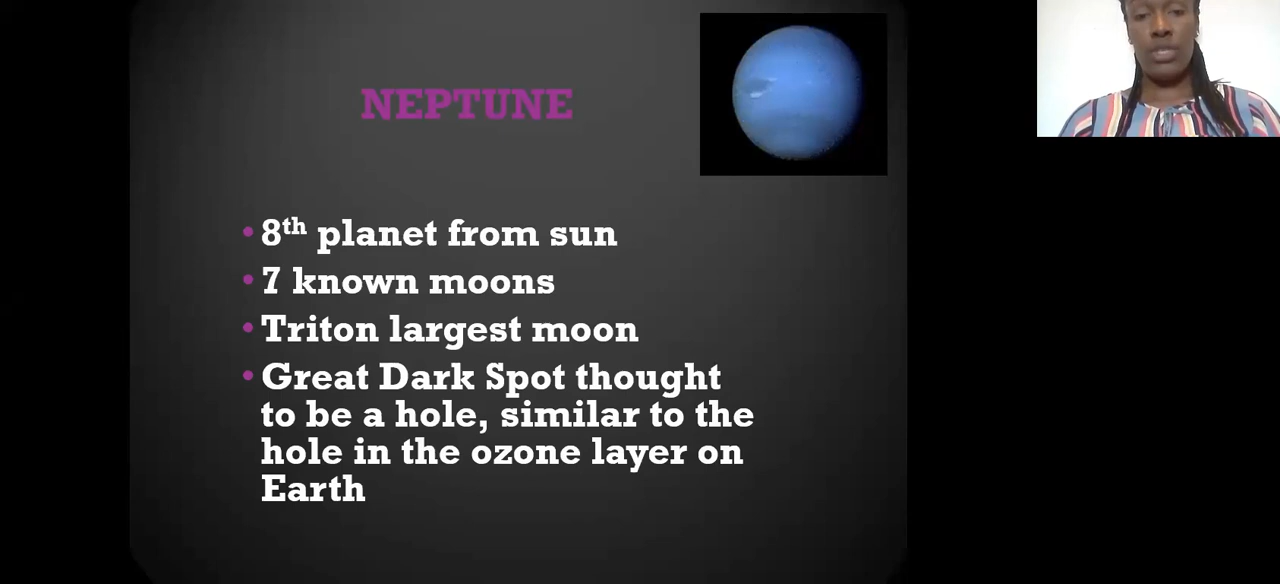 NEPTUNE
• 8th planet from sun
• 7 known moons
• Triton largest moon
• Great Dark Spot thought
to be a hole, similar to the
hole in the ozone layer on
Earth